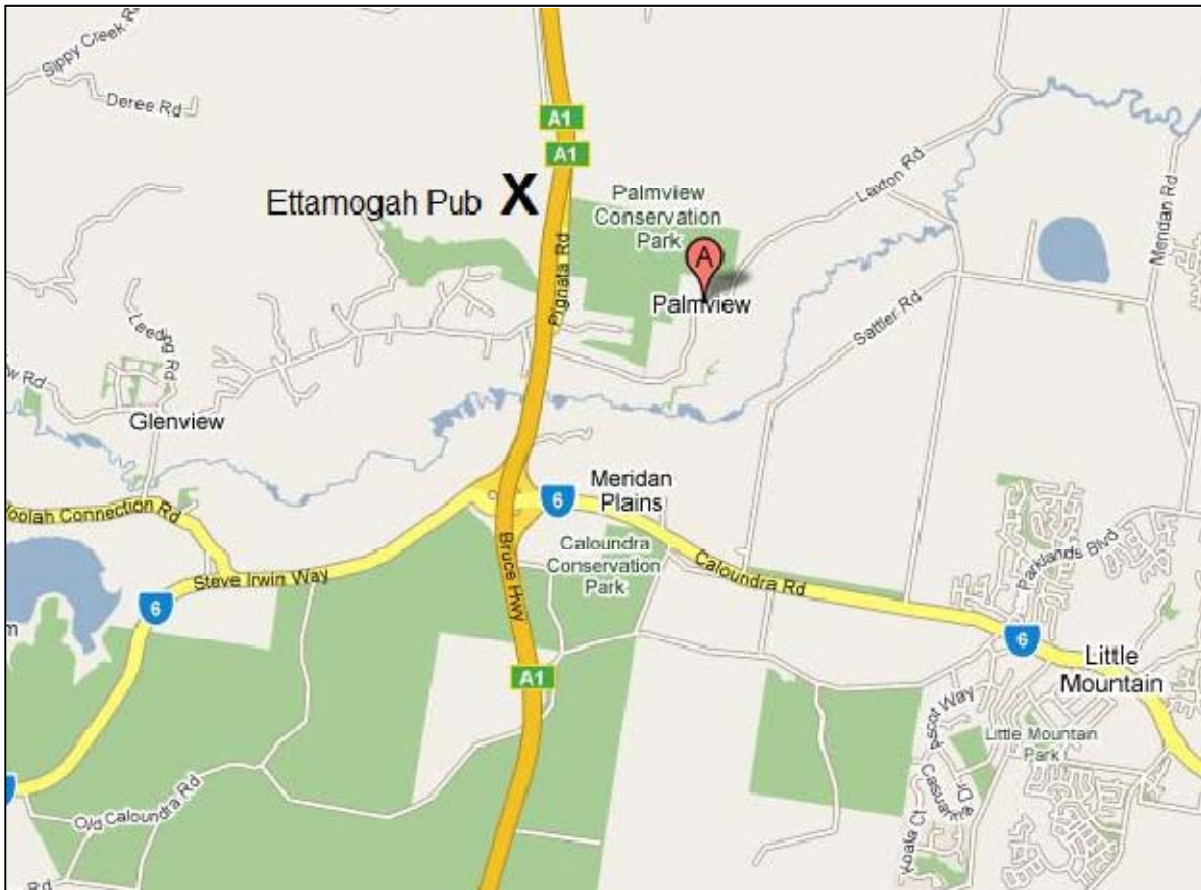 Sippy Creek Rd
Deree Rd
A1
A1
Ettamogah Pub X
Palmview
Conservation
Park
Laxton Rd
Meridan Rd
A
Pignata Rd
Palmview
Sattler Rd
Leeding Rd
Rd
Glenview
Meridan
Plains
6
Connection Rd
Bruce Hwy
Caloundra
Conservation
Park
Caloundra Rd
Parklands Blvd
Steve Irwin Way
6
6
Little
Mountain
A1
Ascot Way
Little Mountain
Park
Old Caloundra Rd
Rd